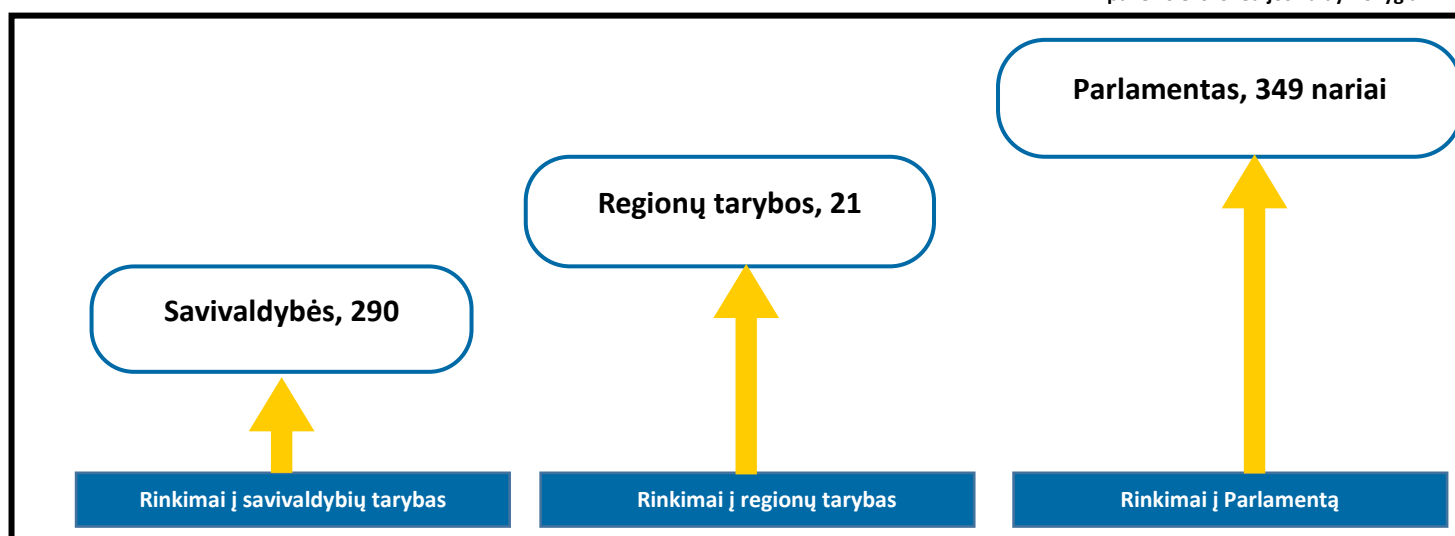 Parlamentas, 349 nariai
Regionų tarybos, 21
Savivaldybės, 290
Rinkimai į savivaldybių tarybas
Rinkimai į regionų tarybas
Rinkimai į Parlamentą